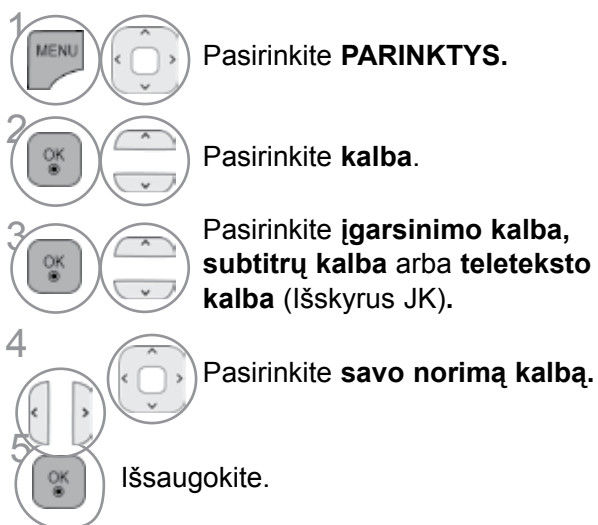 1
MENU
Pasirinkite PARINKTYS.
2
OK
Pasirinkite kalba.
3
OK
Pasirinkite įgarsinimo kalba,
subtitrų kalba arba teleteksto
kalba (Išskyrus JK).
4
Pasirinkite savo norimą kalbą.
5
OK
Išsaugokite.